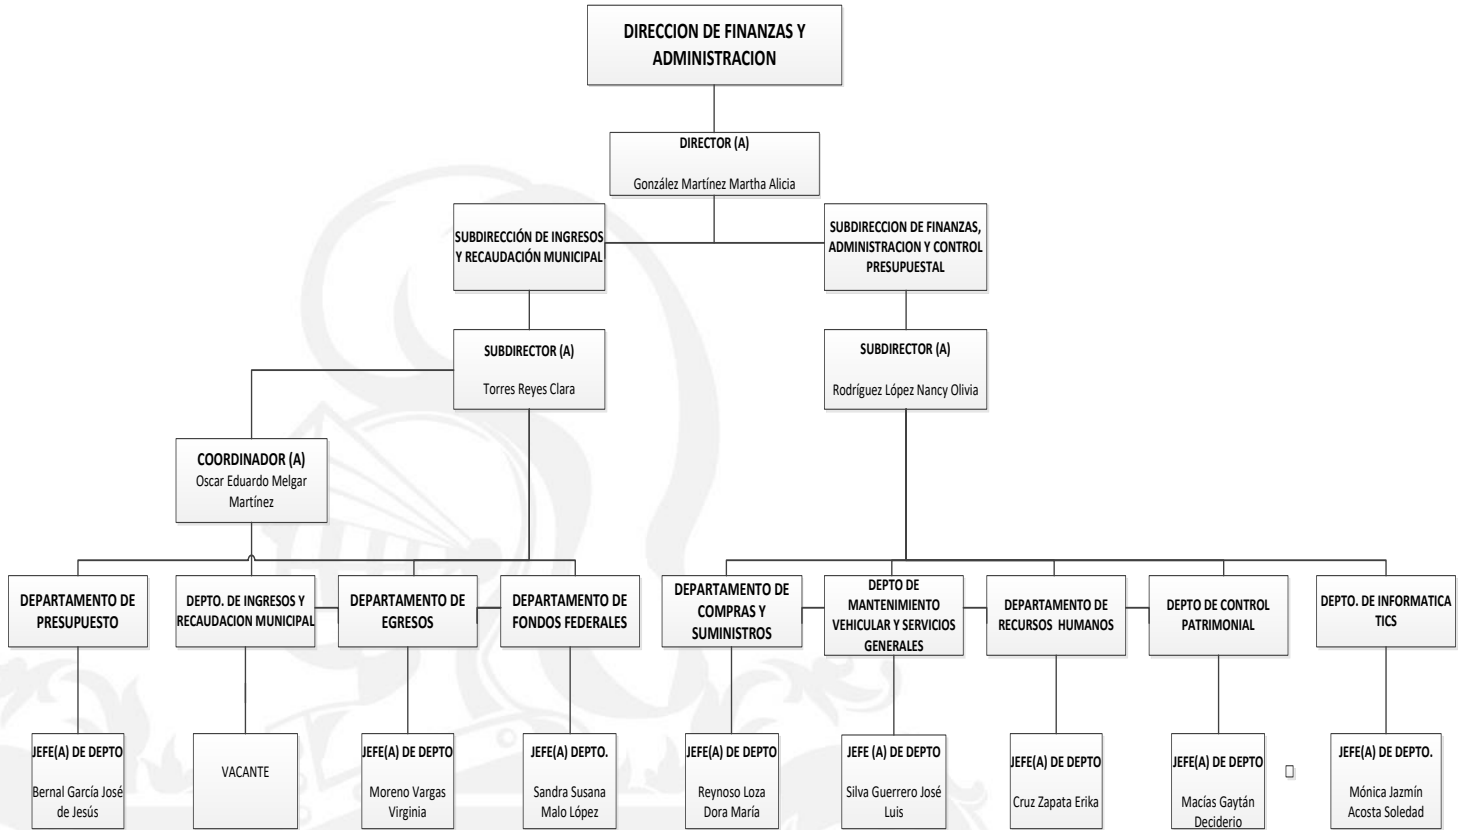 DIRECCION DE FINANZAS Y
ADMINISTRACION
DIRECTOR (A)
González Martínez Martha Alicia
SUBDIRECCIÓN DE INGRESOS
Y RECAUDACIÓN MUNICIPAL
SUBDIRECCION DE FINANZAS,
ADMINISTRACION Y CONTROL
PRESUPUESTAL
SUBDIRECTOR (A)
Torres Reyes Clara
SUBDIRECTOR (A)
Rodríguez López Nancy Olivia
COORDINADOR (A)
Oscar Eduardo Melgar
Martínez
DEPARTAMENTO DE
PRESUPUESTO
DEPTO. DE INGRESOS Y
RECAUDACION MUNICIPAL
DEPARTAMENTO DE
EGRESOS
DEPARTAMENTO DE
FONDOS FEDERALES
DEPARTAMENTO DE
COMPRAS Y
SUMINISTROS
DEPTO DE
MANTENIMIENTO
VEHICULAR Y SERVICIOS
GENERALES
DEPARTAMENTO DE
RECURSOS HUMANOS
DEPTO DE CONTROL
PATRIMONIAL
DEPTO. DE INFORMATICA
TICS
JEFE(A) DE DEPTO
Bernal García José
de Jesús
VACANTE
JEFE(A) DE DEPTO
Moreno Vargas
Virginia
JEFE(A) DEPTO.
Sandra Susana
Malo López
JEFE(A) DE DEPTO
Reynoso Loza
Dora María
JEFE (A) DE DEPTO
Silva Guerrero José
Luis
JEFE(A) DE DEPTO
Cruz Zapata Erika
JEFE(A) DE DEPTO
Macías Gaytán
Deciderio
JEFE(A) DE DEPTO.
Mónica Jazmín
Acosta Soledad